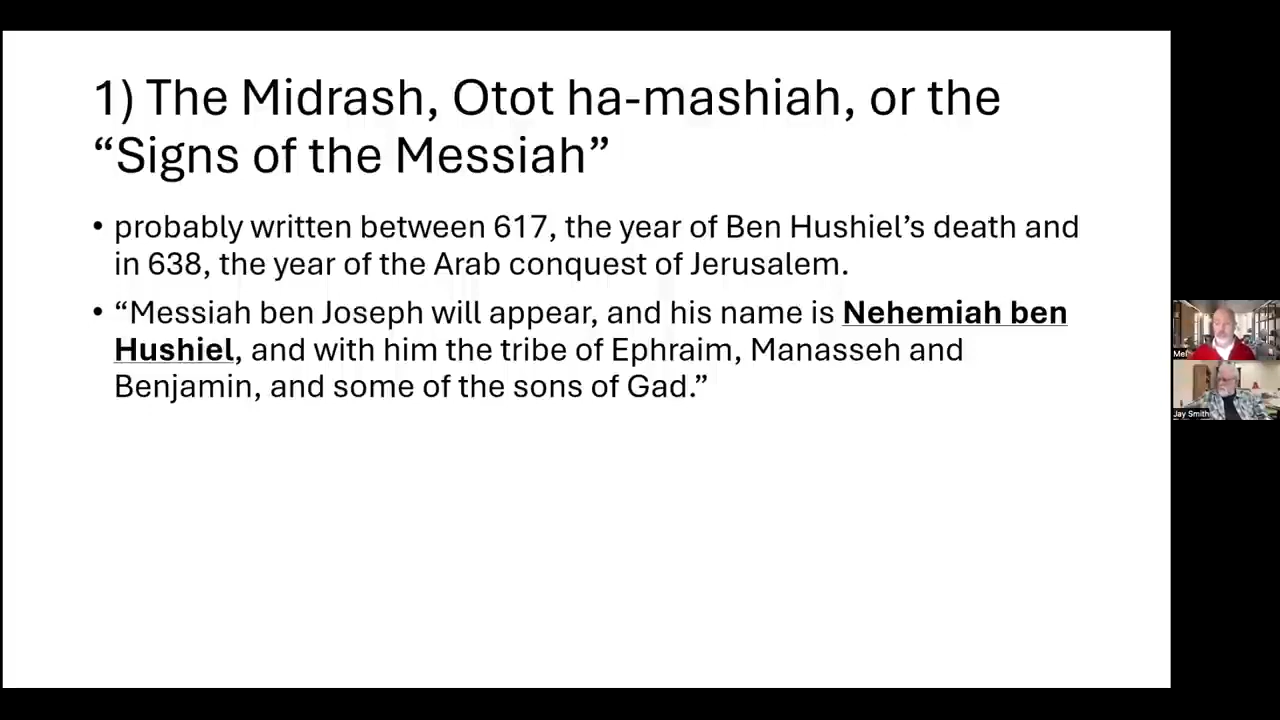 1) The Midrash, Otot ha-mashiah, or the
“Signs of the Messiah”
• probably written between 617, the year of Ben Hushiel’s death and
in 638, the year of the Arab conquest of Jerusalem.
• “Messiah ben Joseph will appear, and his name is Nehemiah ben
Hushiel, and with him the tribe of Ephraim, Manasseh and
Benjamin, and some of the sons of Gad.”
Mel
Jay Smith